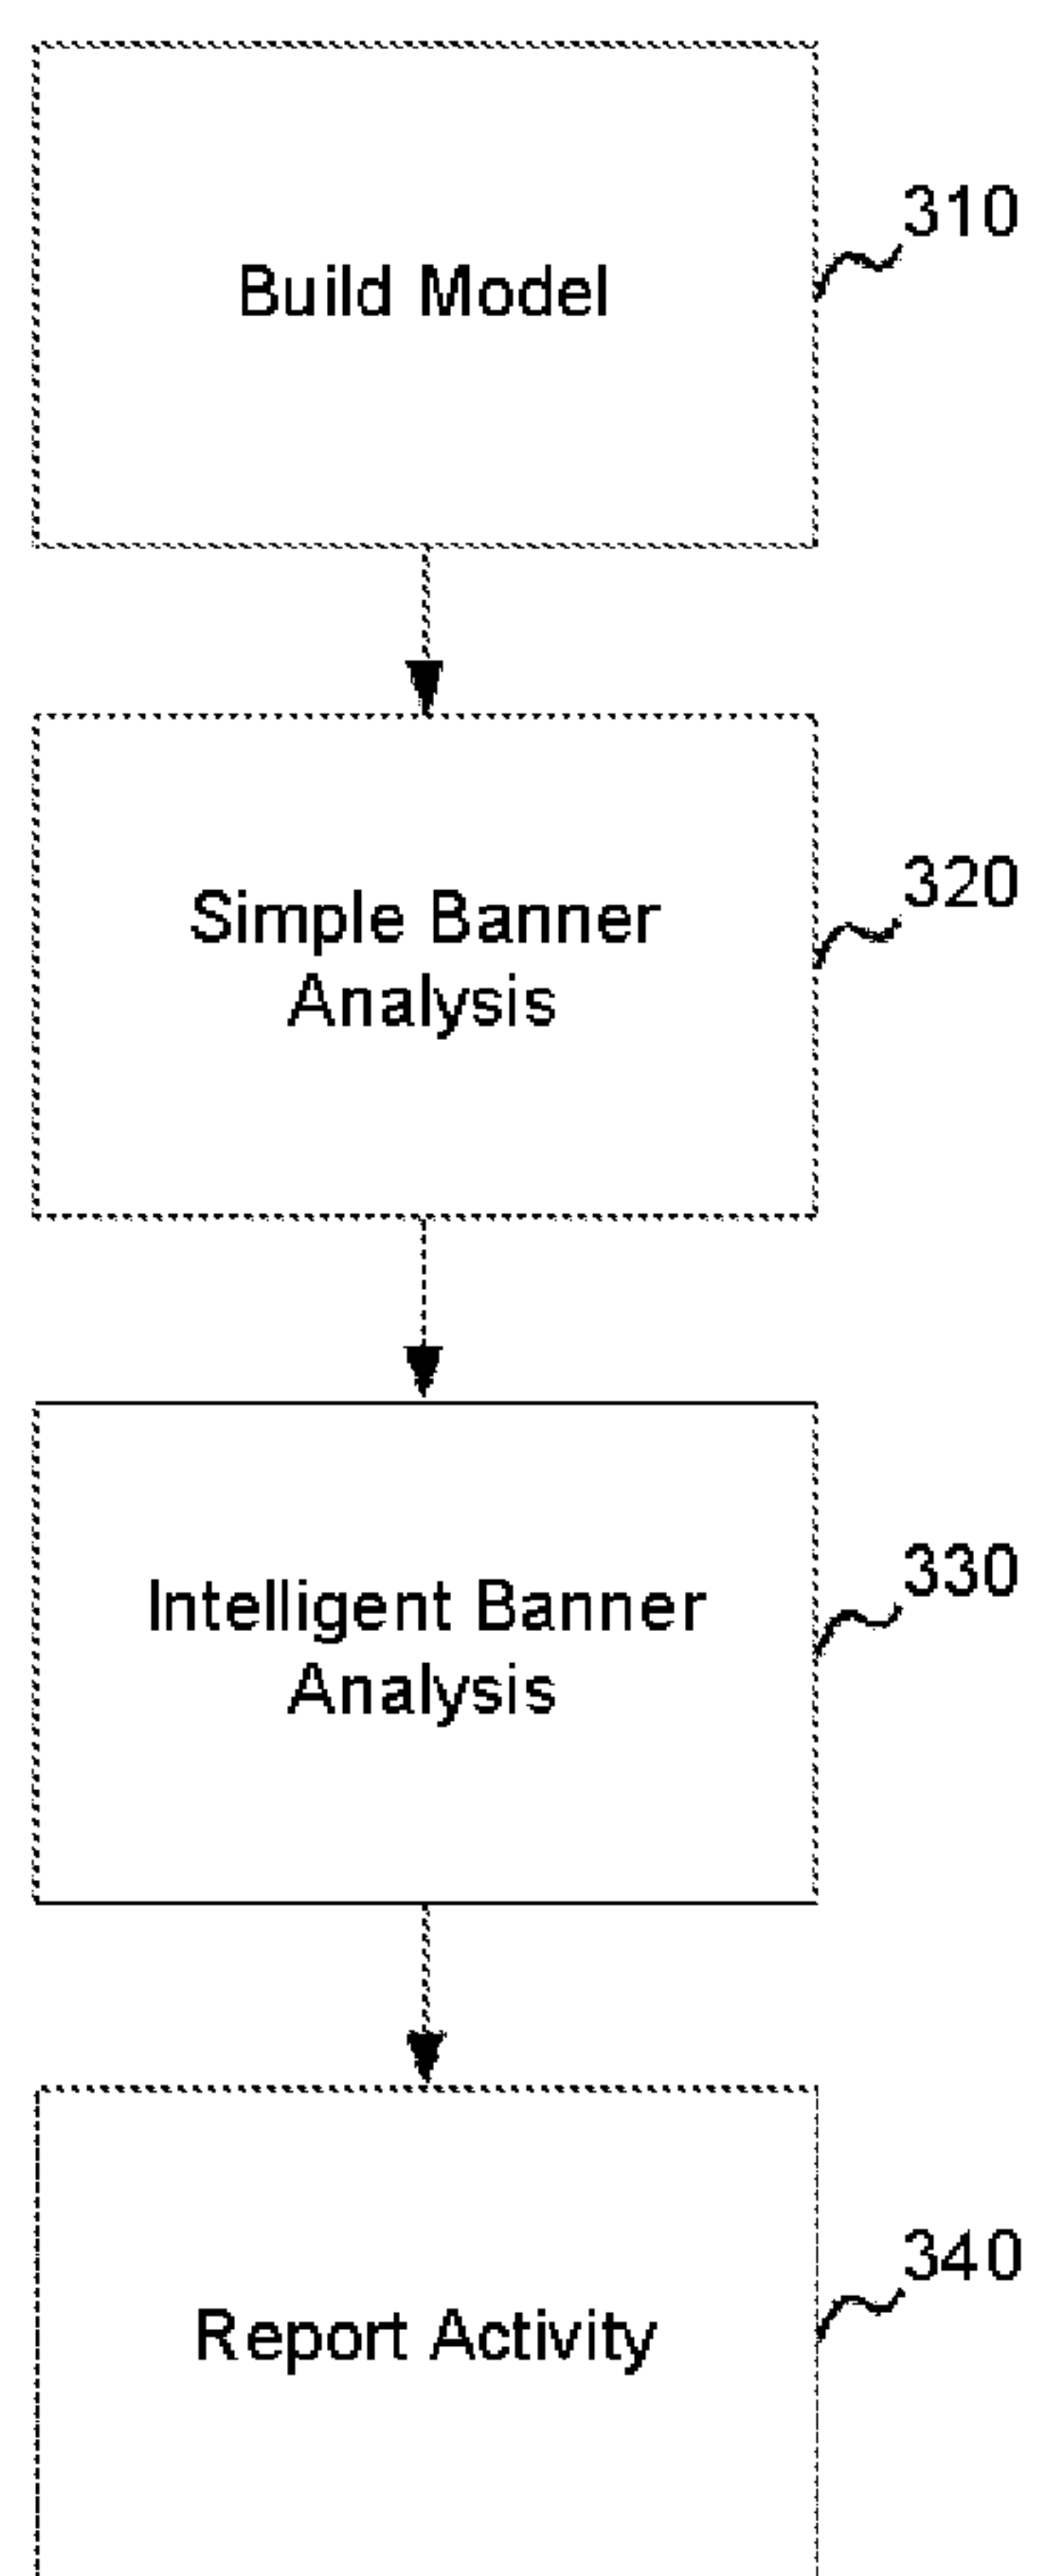 310
Build Model
320
Simple Banner
Analysis
330
Intelligent Banner
Analysis
340
Report Activity